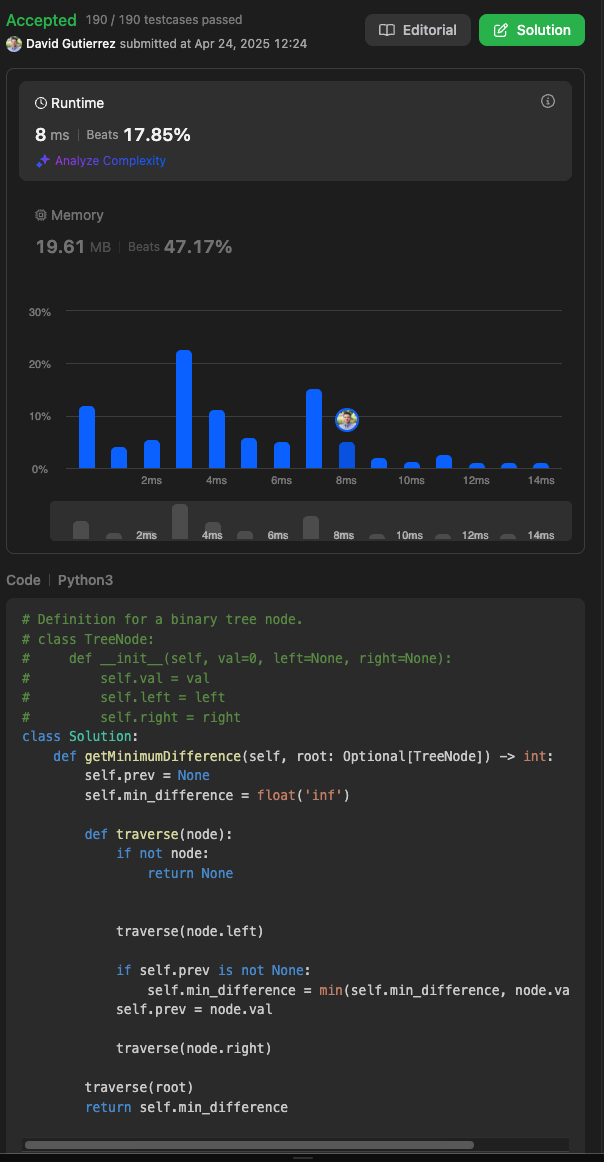 Accepted 190 / 190 testcases passed
David Gutierrez submitted at Apr 24, 2025 12:24
Editorial
Solution
Runtime
8 ms | Beats 17.85%
Analyze Complexity
Memory
19.61 MB | Beats 47.17%
30%
20%
10%
0%
2ms 4ms 6ms 8ms 10ms 12ms 14ms
2ms 4ms 6ms 8ms 10ms 12ms 14ms
Code | Python3
# Definition for a binary tree node.
# class TreeNode:
#     def __init__(self, val=0, left=None, right=None):
#         self.val = val
#         self.left = left
#         self.right = right
class Solution:
    def getMinimumDifference(self, root: Optional[TreeNode]) -> int:
        self.prev = None
        self.min_difference = float('inf')
        def traverse(node):
            if not node:
                return None
            traverse(node.left)
            if self.prev is not None:
                self.min_difference = min(self.min_difference, node.va
            self.prev = node.val
            traverse(node.right)
        traverse(root)
        return self.min_difference